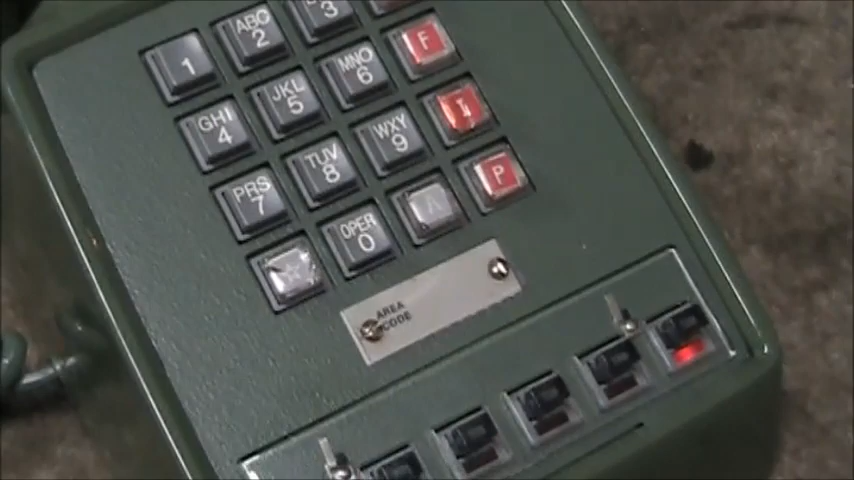 1
ABC
2
3
F
GHI
4
JKL
5
MNO
6
I
PRS
7
TUV
8
WXY
9
P
OPER
0
A
AREA
CODE